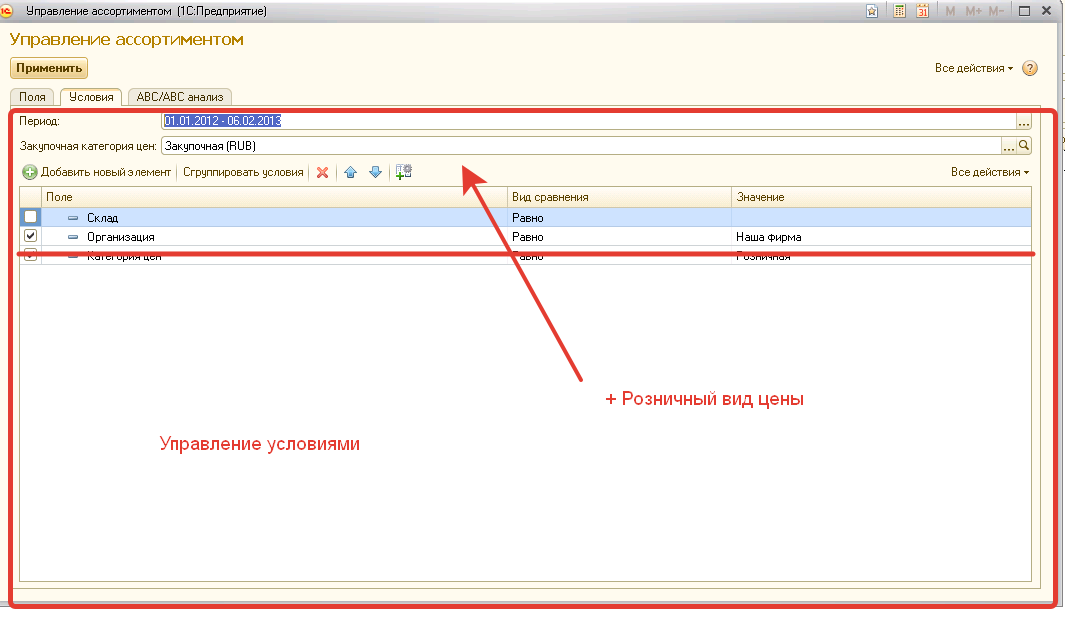 Управление ассортиментом (1С:Предприятие)
M M+ M-
Управление ассортиментом
Применить
Все действия
?
Поля Условия ABC/ABC анализ
Период: 01.01.2012 - 06.02.2013 ...
Закупочная категория цен: Закупочная (RUB) ...
Добавить новый элемент Сгруппировать условия Все действия
Поле Вид сравнения Значение
Склад Равно
Организация Равно Наша фирма
Категория цен Равно Розничная
+ Розничный вид цены
Управление условиями